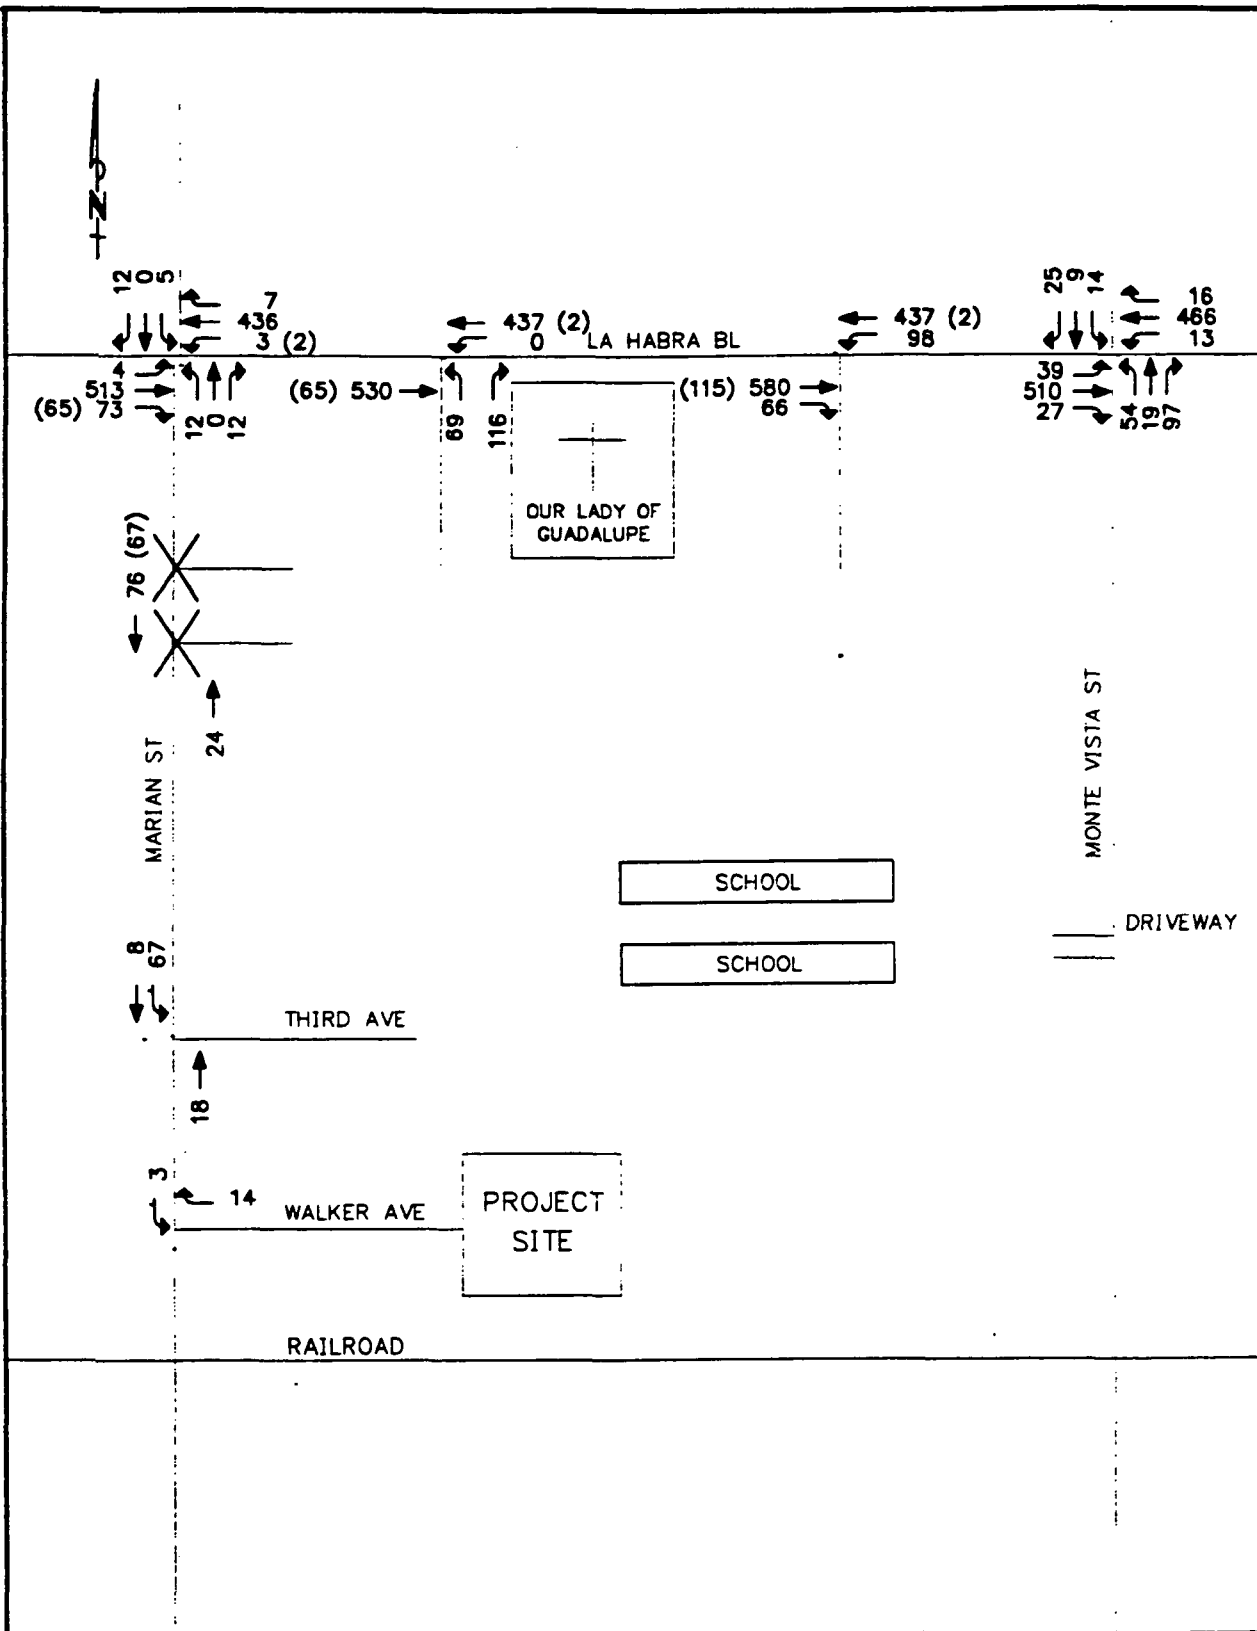 N
12 0 5
7
436
3 (2)
437 (2)
0
LA HABRA BL
437 (2)
98
25 9 14
16
466
13
4
513
(65) 73
12 0 12
(65) 530
69 116
(115) 580
66
39
510
27
54 19 97
OUR LADY OF
GUADALUPE
76 (67)
24
MARIAN ST
MONTE VISTA ST
SCHOOL
SCHOOL
DRIVEWAY
8 67
THIRD AVE
18
3
14
WALKER AVE
PROJECT
SITE
RAILROAD